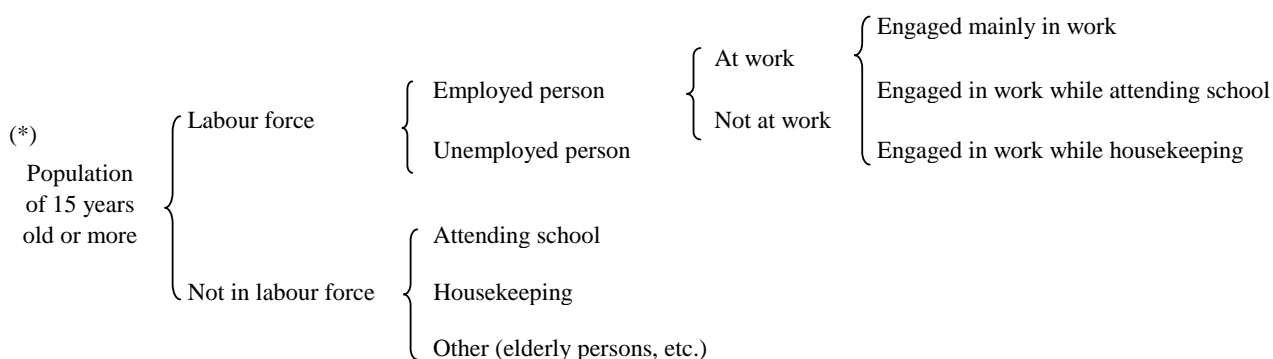 Engaged mainly in work
At work
Employed person
Engaged in work while attending school
Labour force
Not at work
(*)
Unemployed person
Engaged in work while housekeeping
Population
of 15 years
old or more
Attending school
Not in labour force
Housekeeping
Other (elderly persons, etc.)